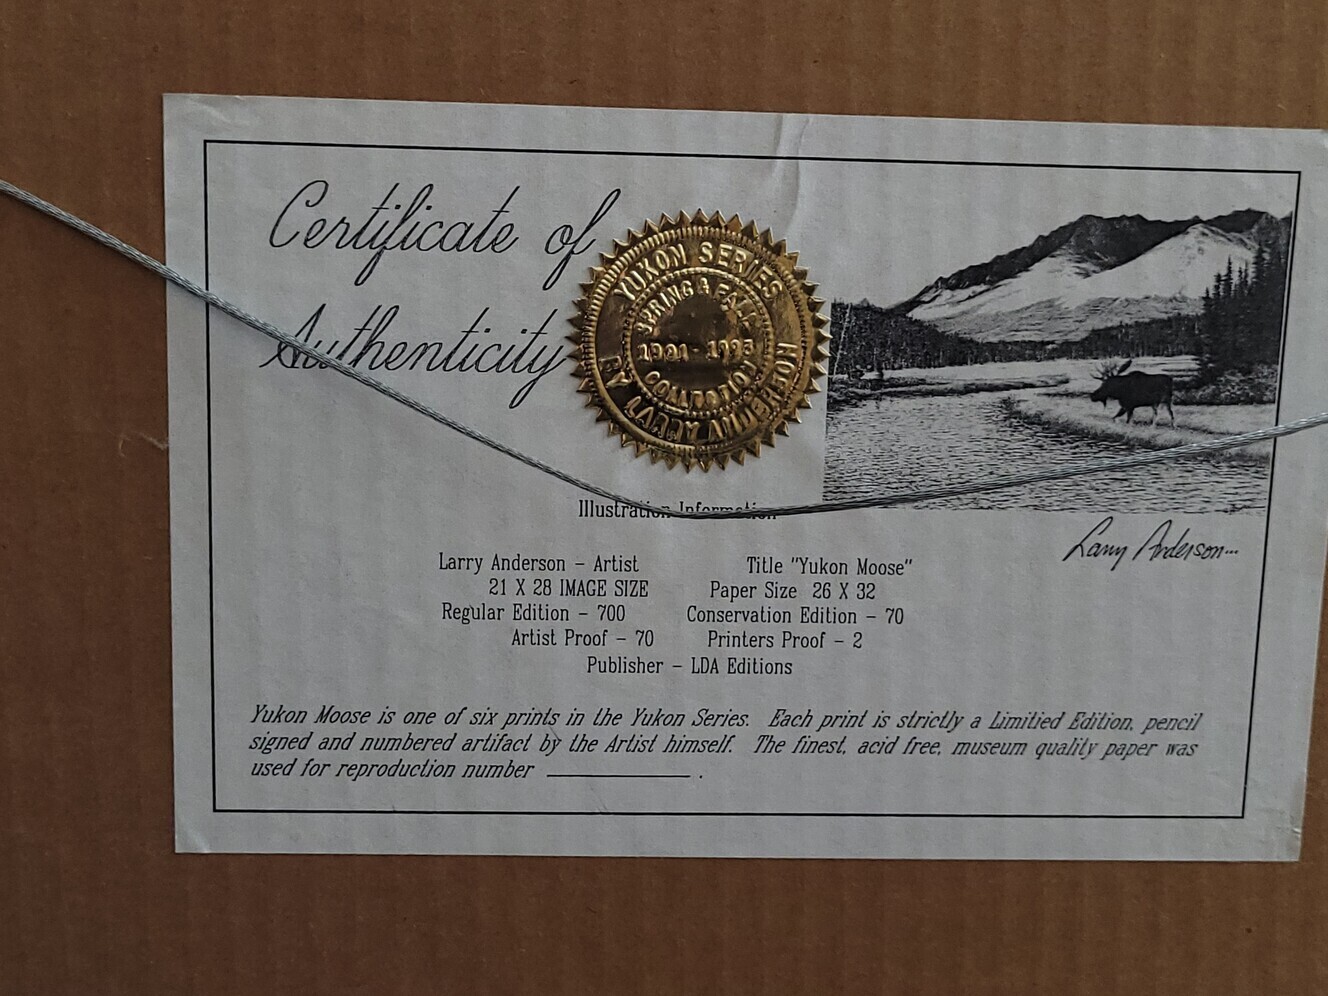 Certificate of
Authenticity
YUKON SERIES
SPRING & FALL
1991-1993
COLLECTION
BY LARRY ANDERSON
Larry Anderson...
Illustration Information
Larry Anderson - Artist Title "Yukon Moose"
21 X 28 IMAGE SIZE Paper Size 26 X 32
Regular Edition - 700 Conservation Edition - 70
Artist Proof - 70 Printers Proof - 2
Publisher - LDA Editions
Yukon Moose is one of six prints in the Yukon Series. Each print is strictly a Limitied Edition, pencil
signed and numbered artifact by the Artist himself. The finest, acid free, museum quality paper was
used for reproduction number ________________ .